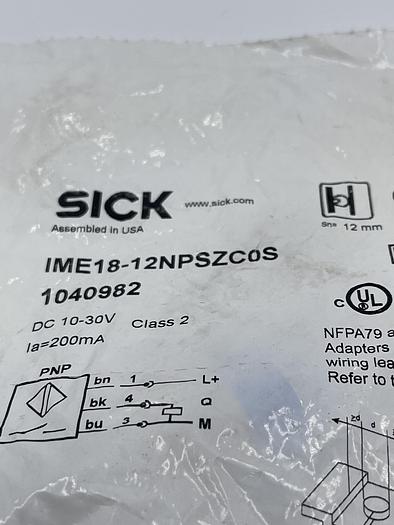 SICK www.sick.com
Assembled in USA
Sn= 12 mm
IME18-12NPSZC0S
1040982
DC 10-30V Class 2
Ia=200mA
c UL
NFPA79 a
Adapters
wiring lea
Refer to t
PNP
bn 1 L+
bk 4 Q
bu 3 M
≥d d